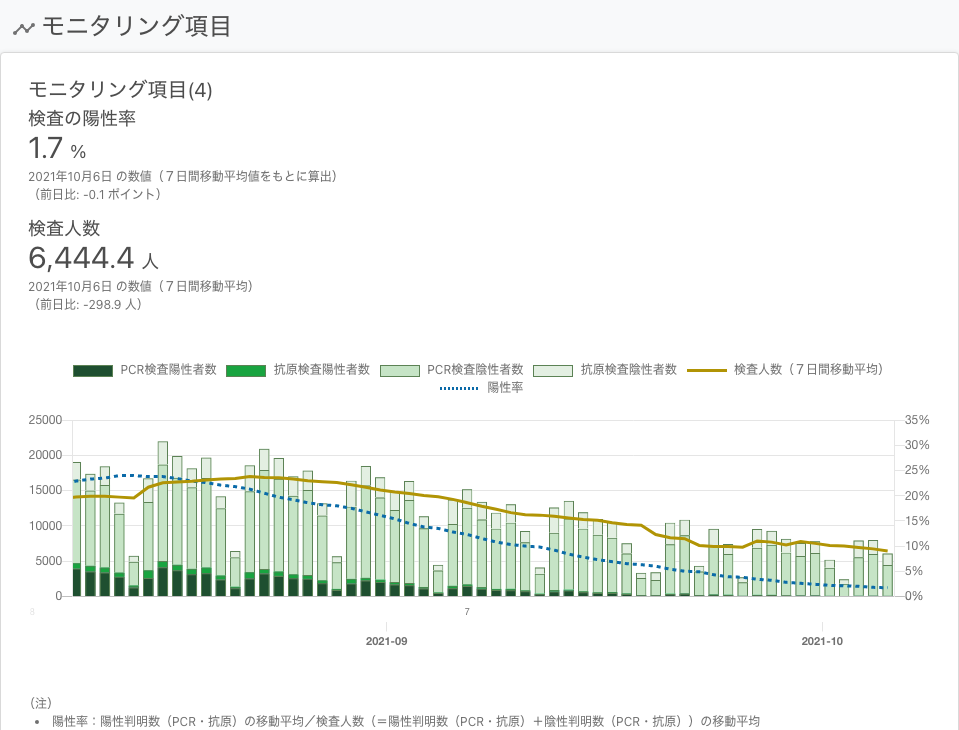 モニタリング項目
モニタリング項目(4)
検査の陽性率
1.7 %
2021年10月6日 の数値（７日間移動平均値をもとに算出）
（前日比: -0.1 ポイント）
検査人数
6,444.4 人
2021年10月6日 の数値（７日間移動平均）
（前日比: -298.9 人）
PCR検査陽性者数 抗原検査陽性者数 PCR検査陰性者数 抗原検査陰性者数 検査人数（７日間移動平均）
陽性率
25000 35%
30%
20000
25%
15000 20%
15%
10000
10%
5000 5%
0 0%
7
2021-09 2021-10
（注）
• 陽性率：陽性判明数（PCR・抗原）の移動平均／検査人数（＝陽性判明数（PCR・抗原）＋陰性判明数（PCR・抗原））の移動平均